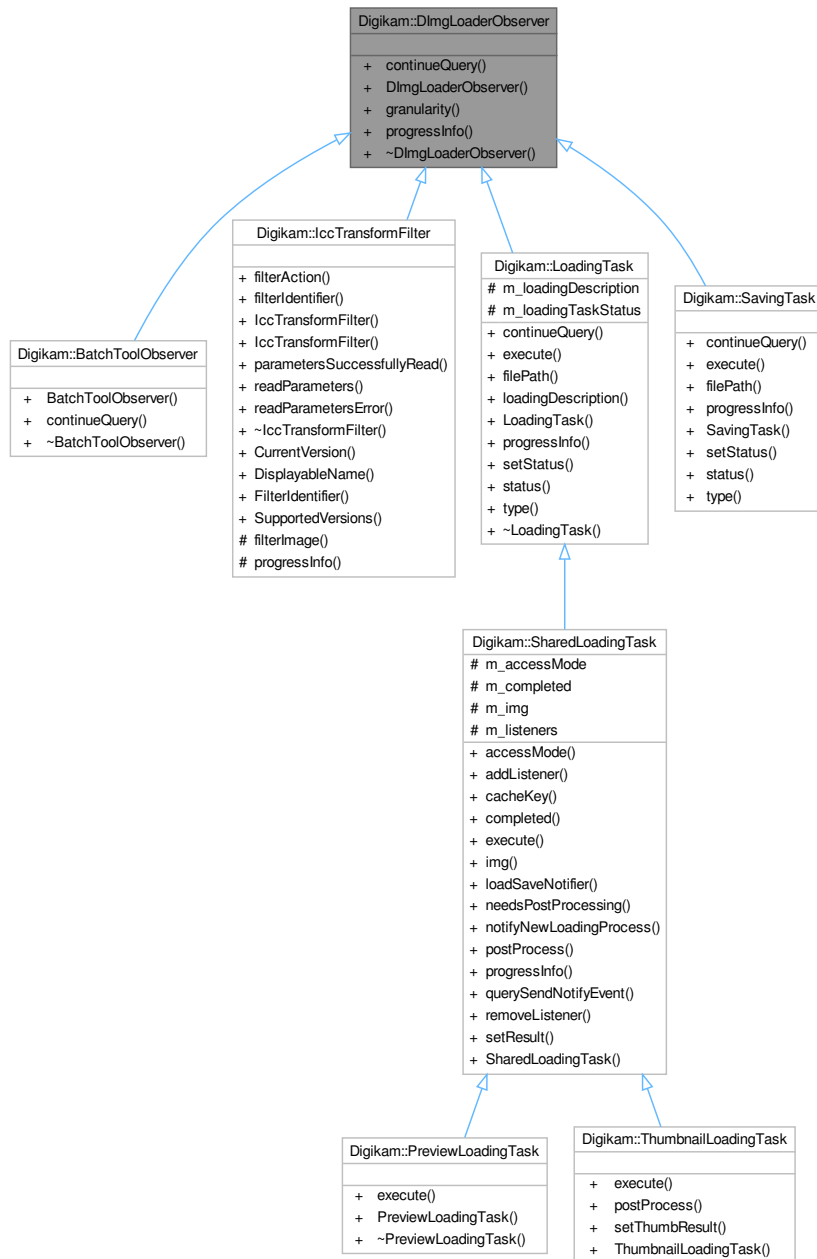 Digikam::DImgLoaderObserver
+ continueQuery()
+ DImgLoaderObserver()
+ granularity()
+ progressInfo()
+ ~DImgLoaderObserver()
Digikam::IccTransformFilter
+ filterAction()
+ filterIdentifier()
+ IccTransformFilter()
+ IccTransformFilter()
+ parametersSuccessfullyRead()
+ readParameters()
+ readParametersError()
+ ~IccTransformFilter()
+ CurrentVersion()
+ DisplayableName()
+ FilterIdentifier()
+ SupportedVersions()
# filterImage()
# progressInfo()
Digikam::LoadingTask
# m_loadingDescription
# m_loadingTaskStatus
+ continueQuery()
+ execute()
+ filePath()
+ loadingDescription()
+ LoadingTask()
+ progressInfo()
+ setStatus()
+ status()
+ type()
+ ~LoadingTask()
Digikam::SavingTask
+ continueQuery()
+ execute()
+ filePath()
+ progressInfo()
+ SavingTask()
+ setStatus()
+ status()
+ type()
Digikam::BatchToolObserver
+ BatchToolObserver()
+ continueQuery()
+ ~BatchToolObserver()
Digikam::SharedLoadingTask
# m_accessMode
# m_completed
# m_img
# m_listeners
+ accessMode()
+ addListener()
+ cacheKey()
+ completed()
+ execute()
+ img()
+ loadSaveNotifier()
+ needsPostProcessing()
+ notifyNewLoadingProcess()
+ postProcess()
+ progressInfo()
+ querySendNotifyEvent()
+ removeListener()
+ setResult()
+ SharedLoadingTask()
Digikam::PreviewLoadingTask
+ execute()
+ PreviewLoadingTask()
+ ~PreviewLoadingTask()
Digikam::ThumbnailLoadingTask
+ execute()
+ postProcess()
+ setThumbResult()
+ ThumbnailLoadingTask()